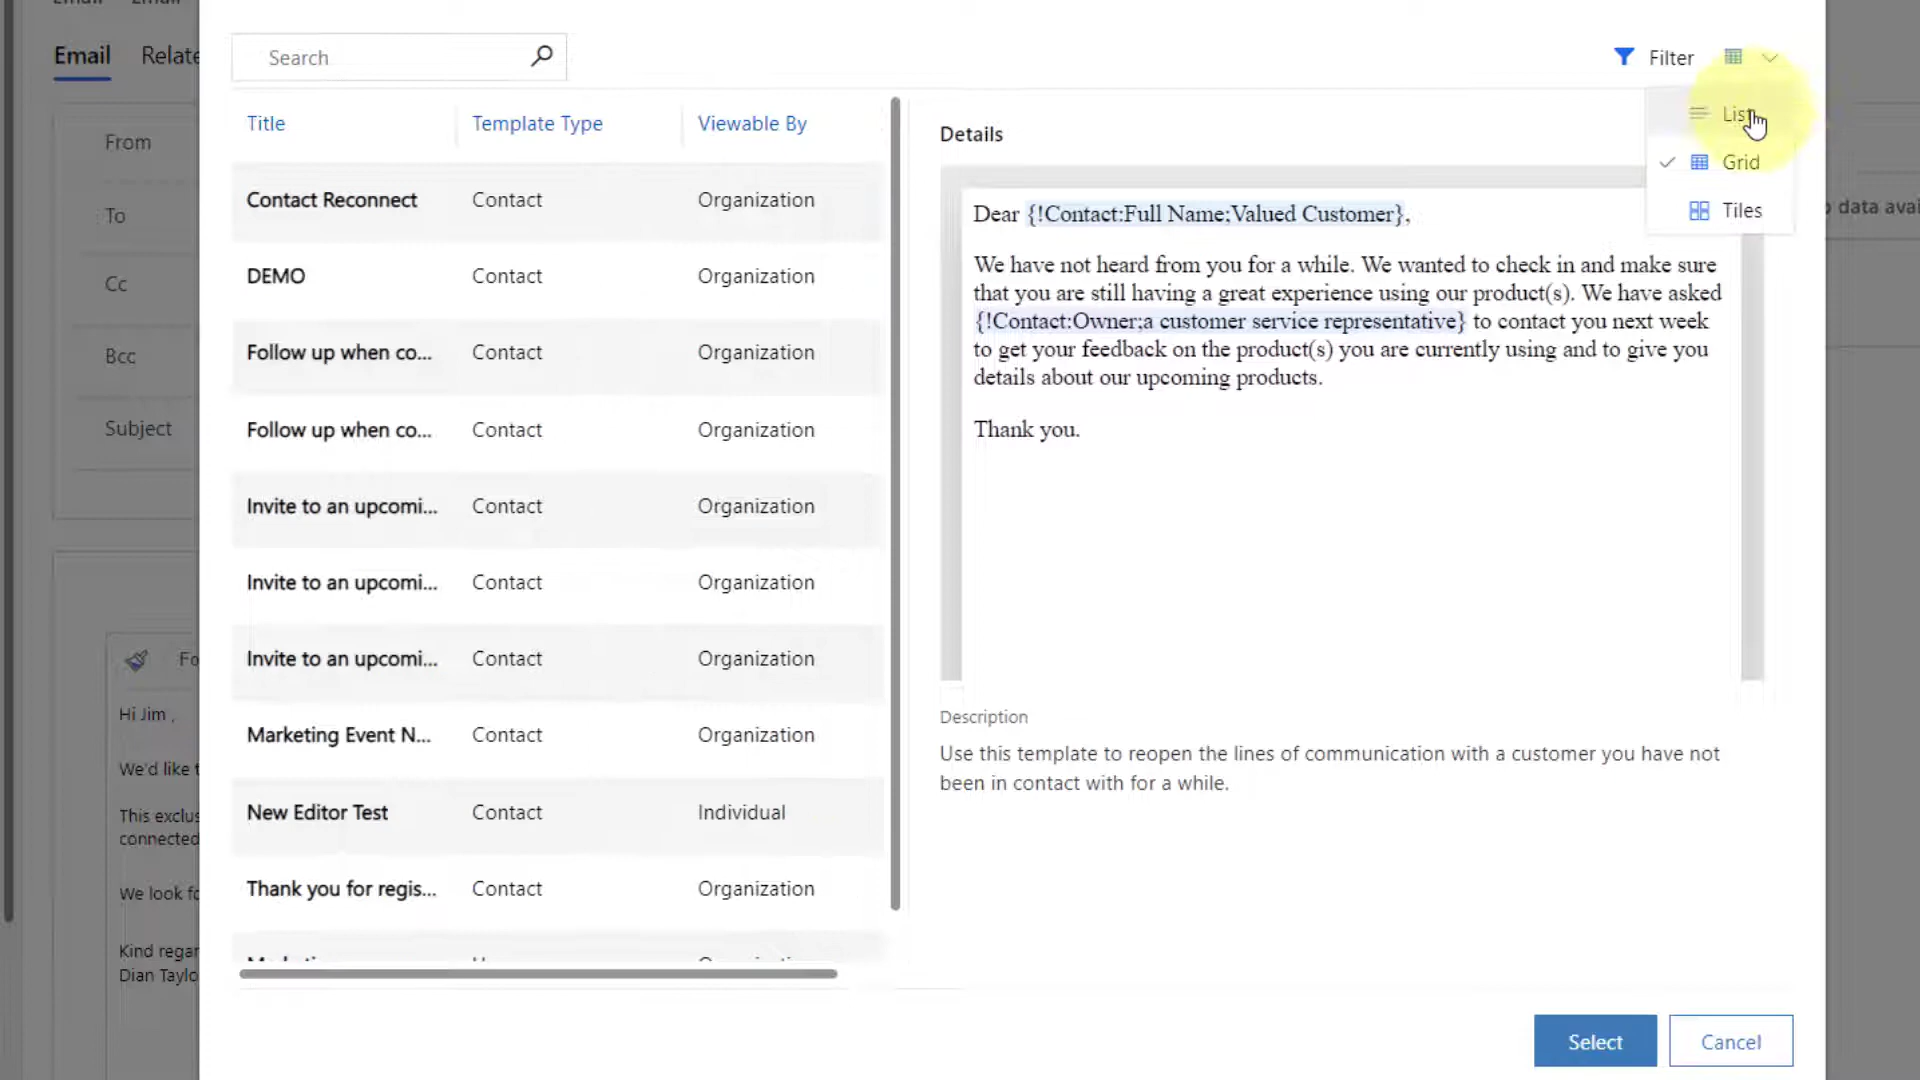 Email
Relate
From
To
Cc
Bcc
Subject
Fo
Hi Jim ,
We'd like t
This exclus
connected
We look fo
Kind regar
Dian Taylo
Search
Filter
List
Grid
Tiles
Title Template Type Viewable By
Contact Reconnect Contact Organization
DEMO Contact Organization
Follow up when co... Contact Organization
Follow up when co... Contact Organization
Invite to an upcomi... Contact Organization
Invite to an upcomi... Contact Organization
Invite to an upcomi... Contact Organization
Marketing Event N... Contact Organization
New Editor Test Contact Individual
Thank you for regis... Contact Organization
Details
Dear {!Contact:Full Name;Valued Customer},
We have not heard from you for a while. We wanted to check in and make sure
that you are still having a great experience using our product(s). We have asked
{!Contact:Owner;a customer service representative} to contact you next week
to get your feedback on the product(s) you are currently using and to give you
details about our upcoming products.
Thank you.
Description
Use this template to reopen the lines of communication with a customer you have not
been in contact with for a while.
data avai
Select
Cancel